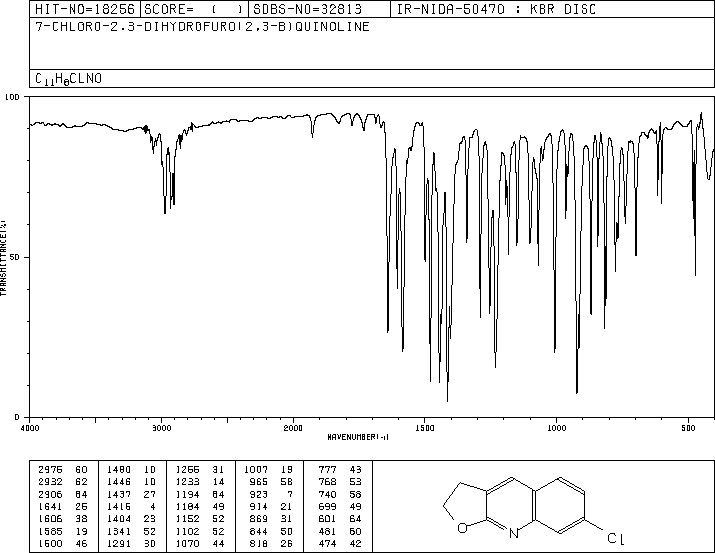 HIT-NO=18256 SCORE= ( ) SDBS-NO=32813 IR-NIDA-50470 : KBR DISC
7-CHLORO-2,3-DIHYDROFURO(2,3-B)QUINOLINE
C11H8CLNO
100
TRANSMITTANCE(%)
50
0
4000 3000 2000 1500 1000 500
WAVENUMBER(-1)
2976 60 1480 10 1256 31 1007 19 777 43
2932 62 1446 10 1233 14 965 58 768 53
2906 64 1437 27 1194 64 923 7 740 58
1641 26 1416 4 1184 49 914 21 699 49
1606 38 1404 23 1152 52 869 31 601 64
1585 19 1341 52 1102 52 844 50 481 60
1500 46 1291 30 1070 44 818 26 474 42
O N Cl